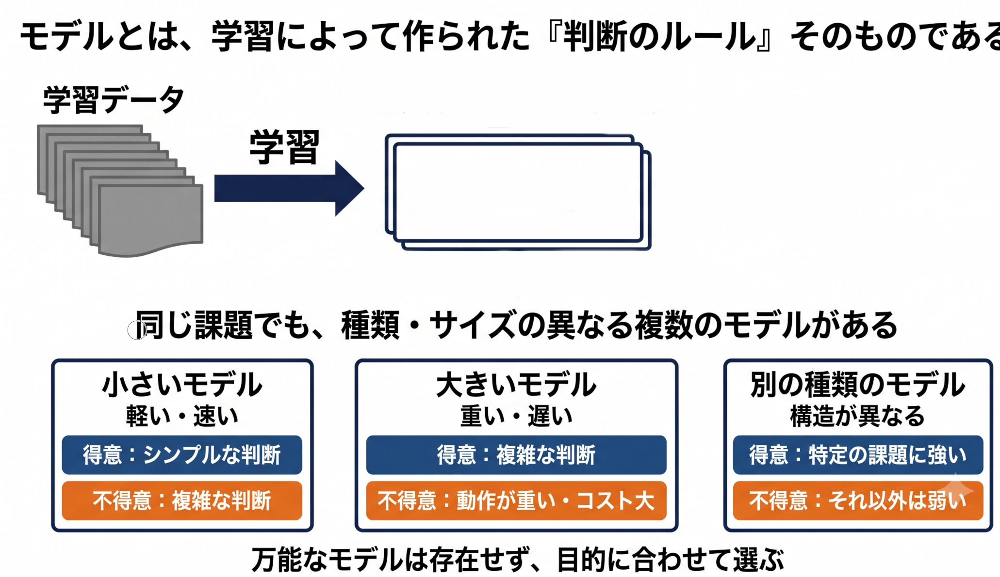 モデルとは、学習によって作られた『判断のルール』そのものである
学習データ
学習
同じ課題でも、種類・サイズの異なる複数のモデルがある
小さいモデル
軽い・速い
得意：シンプルな判断
不得意：複雑な判断
大きいモデル
重い・遅い
得意：複雑な判断
不得意：動作が重い・コスト大
別の種類のモデル
構造が異なる
得意：特定の課題に強い
不得意：それ以外は弱い
万能なモデルは存在せず、目的に合わせて選ぶ